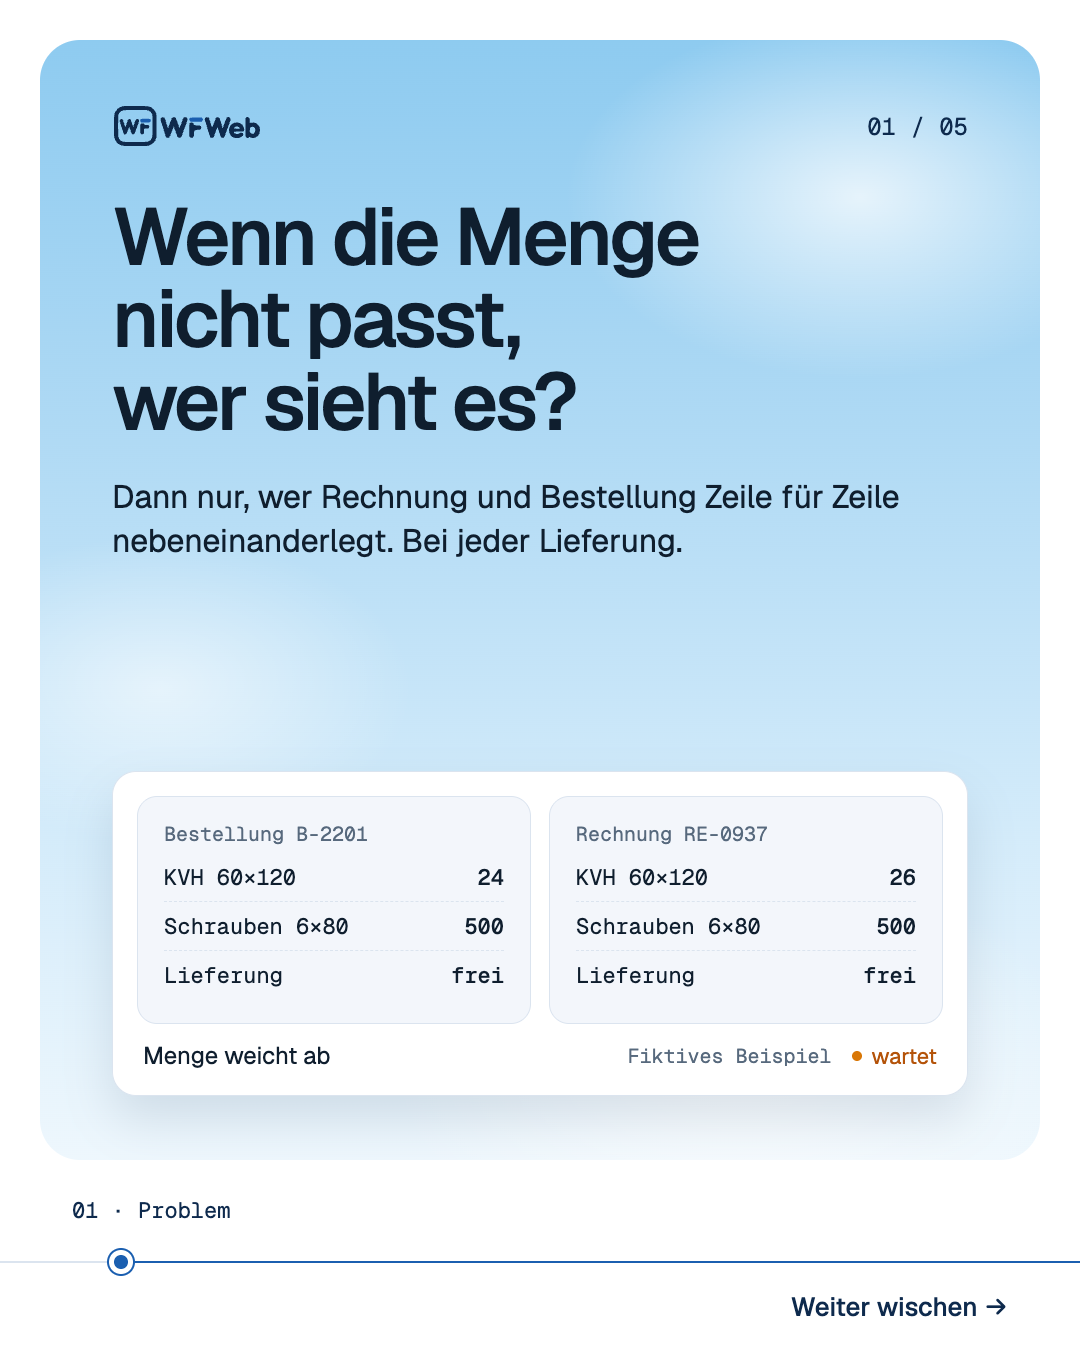 WF WFWeb
01 / 05
Wenn die Menge
nicht passt,
wer sieht es?
Dann nur, wer Rechnung und Bestellung Zeile für Zeile
nebeneinanderlegt. Bei jeder Lieferung.
Bestellung B-2201
KVH 60×120 24
Schrauben 6×80 500
Lieferung frei
Rechnung RE-0937
KVH 60×120 26
Schrauben 6×80 500
Lieferung frei
Menge weicht ab
Fiktives Beispiel
wartet
01 · Problem
Weiter wischen →